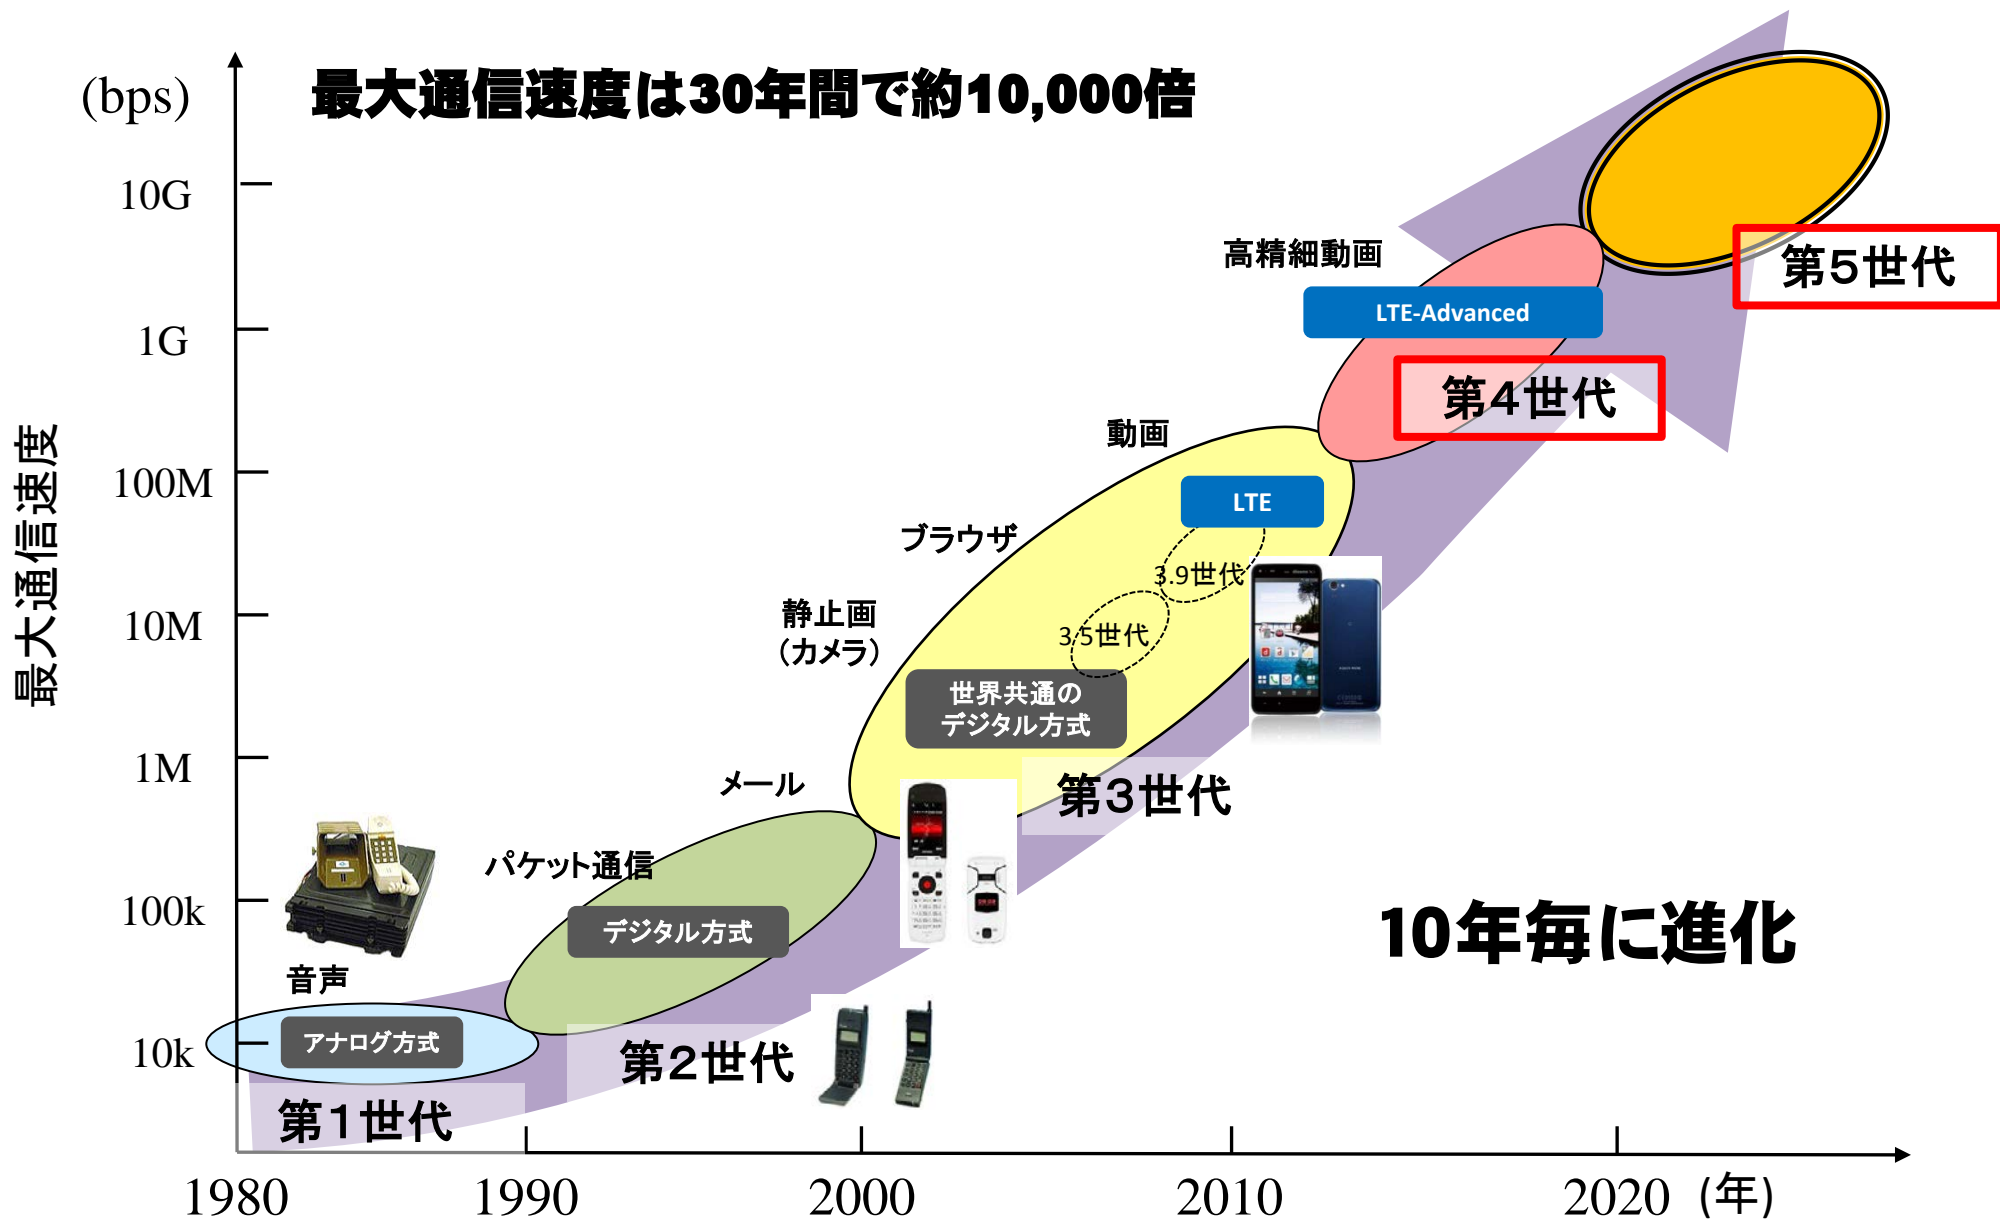 (bps)
最大通信速度は30年間で約10,000倍
10G
1G
100M
10M
1M
100k
10k
最大通信速度
高精細動画
LTE-Advanced
第5世代
第4世代
動画
LTE
ブラウザ
3.9世代
静止画
（カメラ）
3.5世代
世界共通の
デジタル方式
第3世代
メール
パケット通信
デジタル方式
10年毎に進化
音声
アナログ方式
第2世代
第1世代
1980
1990
2000
2010
2020
(年)